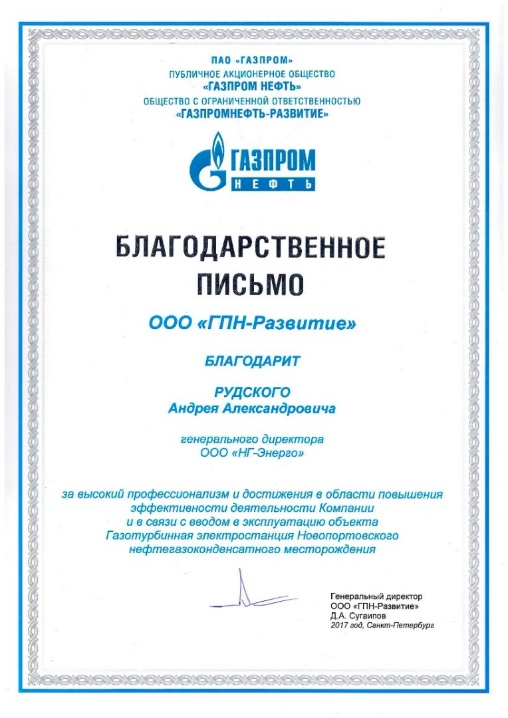 ПАО «ГАЗПРОМ»
ПУБЛИЧНОЕ АКЦИОНЕРНОЕ ОБЩЕСТВО
«ГАЗПРОМ НЕФТЬ»
ОБЩЕСТВО С ОГРАНИЧЕННОЙ ОТВЕТСТВЕННОСТЬЮ
«ГАЗПРОМНЕФТЬ-РАЗВИТИЕ»
ГАЗПРОМ
НЕФТЬ
БЛАГОДАРСТВЕННОЕ
ПИСЬМО
ООО «ГПН-Развитие»
БЛАГОДАРИТ
РУДСКОГО
Андрея Александровича
генерального директора
ООО «НГ-Энерго»
за высокий профессионализм и достижения в области повышения
эффективности деятельности Компании
и в связи с вводом в эксплуатацию объекта
Газотурбинная электростанция Новопортовского
нефтегазоконденсатного месторождения
Генеральный директор
ООО «ГПН-Развитие»
Д.А. Сугаипов
2017 год, Санкт-Петербург